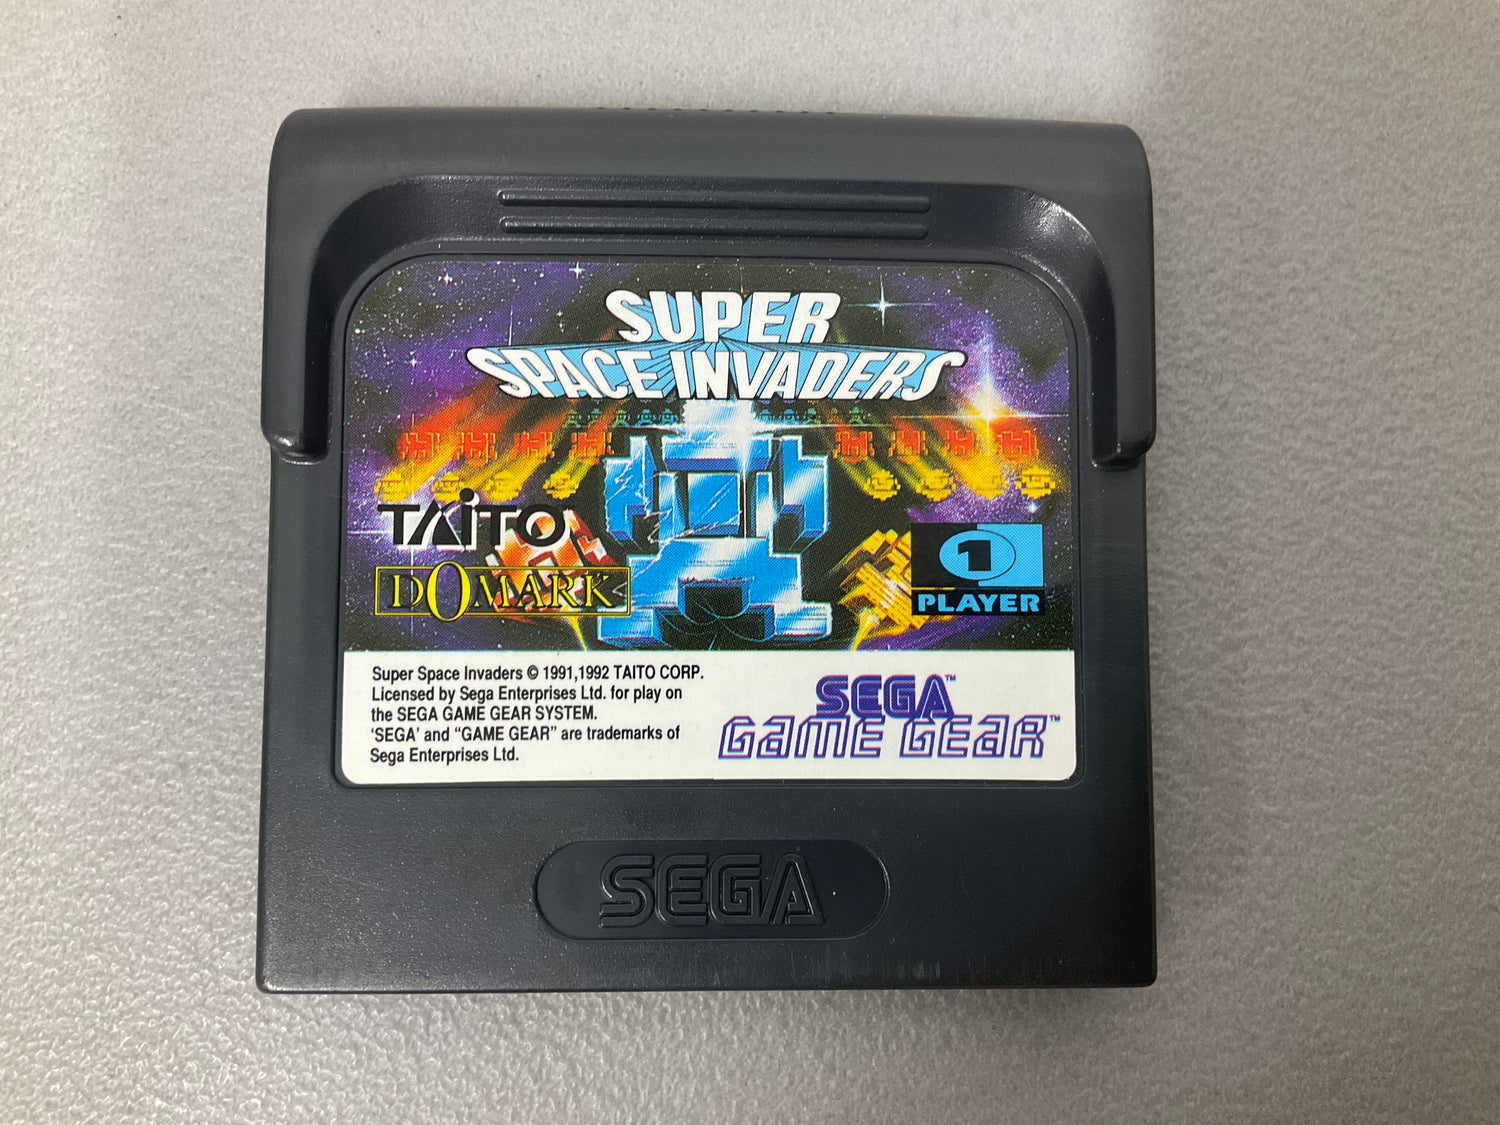 SUPER
SPACE INVADERS
TAITO
DOMARK
1
PLAYER
Super Space Invaders © 1991,1992 TAITO CORP.
Licensed by Sega Enterprises Ltd. for play on
the SEGA GAME GEAR SYSTEM.
'SEGA' and “GAME GEAR” are trademarks of
Sega Enterprises Ltd.
SEGA™
GAME GEAR™
SEGA